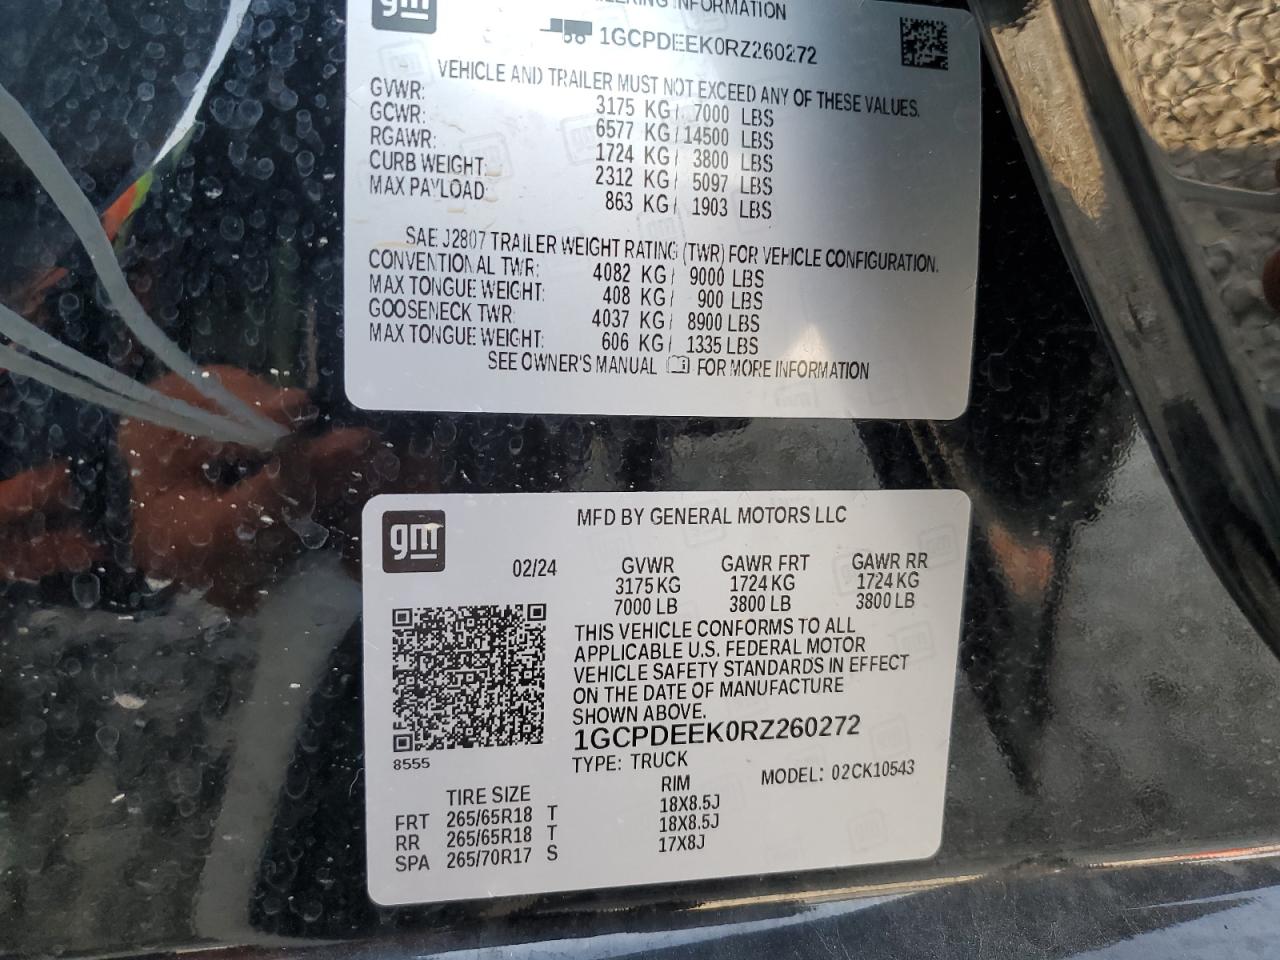 gm
INFORMATION
1GCPDEEK0RZ260272
VEHICLE AND TRAILER MUST NOT EXCEED ANY OF THESE VALUES.
GVWR: 3175 KG/ 7000 LBS
GCWR: 6577 KG/ 14500 LBS
RGAWR: 1724 KG/ 3800 LBS
CURB WEIGHT: 2312 KG/ 5097 LBS
MAX PAYLOAD: 863 KG/ 1903 LBS
SAE J2807 TRAILER WEIGHT RATING (TWR) FOR VEHICLE CONFIGURATION.
CONVENTIONAL TWR: 4082 KG/ 9000 LBS
MAX TONGUE WEIGHT: 408 KG/ 900 LBS
GOOSENECK TWR: 4037 KG/ 8900 LBS
MAX TONGUE WEIGHT: 606 KG/ 1335 LBS
SEE OWNER'S MANUAL FOR MORE INFORMATION
gm
MFD BY GENERAL MOTORS LLC
02/24 GVWR GAWR FRT GAWR RR
3175 KG 1724 KG 1724 KG
7000 LB 3800 LB 3800 LB
THIS VEHICLE CONFORMS TO ALL
APPLICABLE U.S. FEDERAL MOTOR
VEHICLE SAFETY STANDARDS IN EFFECT
ON THE DATE OF MANUFACTURE
SHOWN ABOVE.
1GCPDEEK0RZ260272
8555
TYPE: TRUCK MODEL: 02CK10543
TIRE SIZE RIM
FRT 265/65R18 T 18X8.5J
RR 265/65R18 T 18X8.5J
SPA 265/70R17 S 17X8J